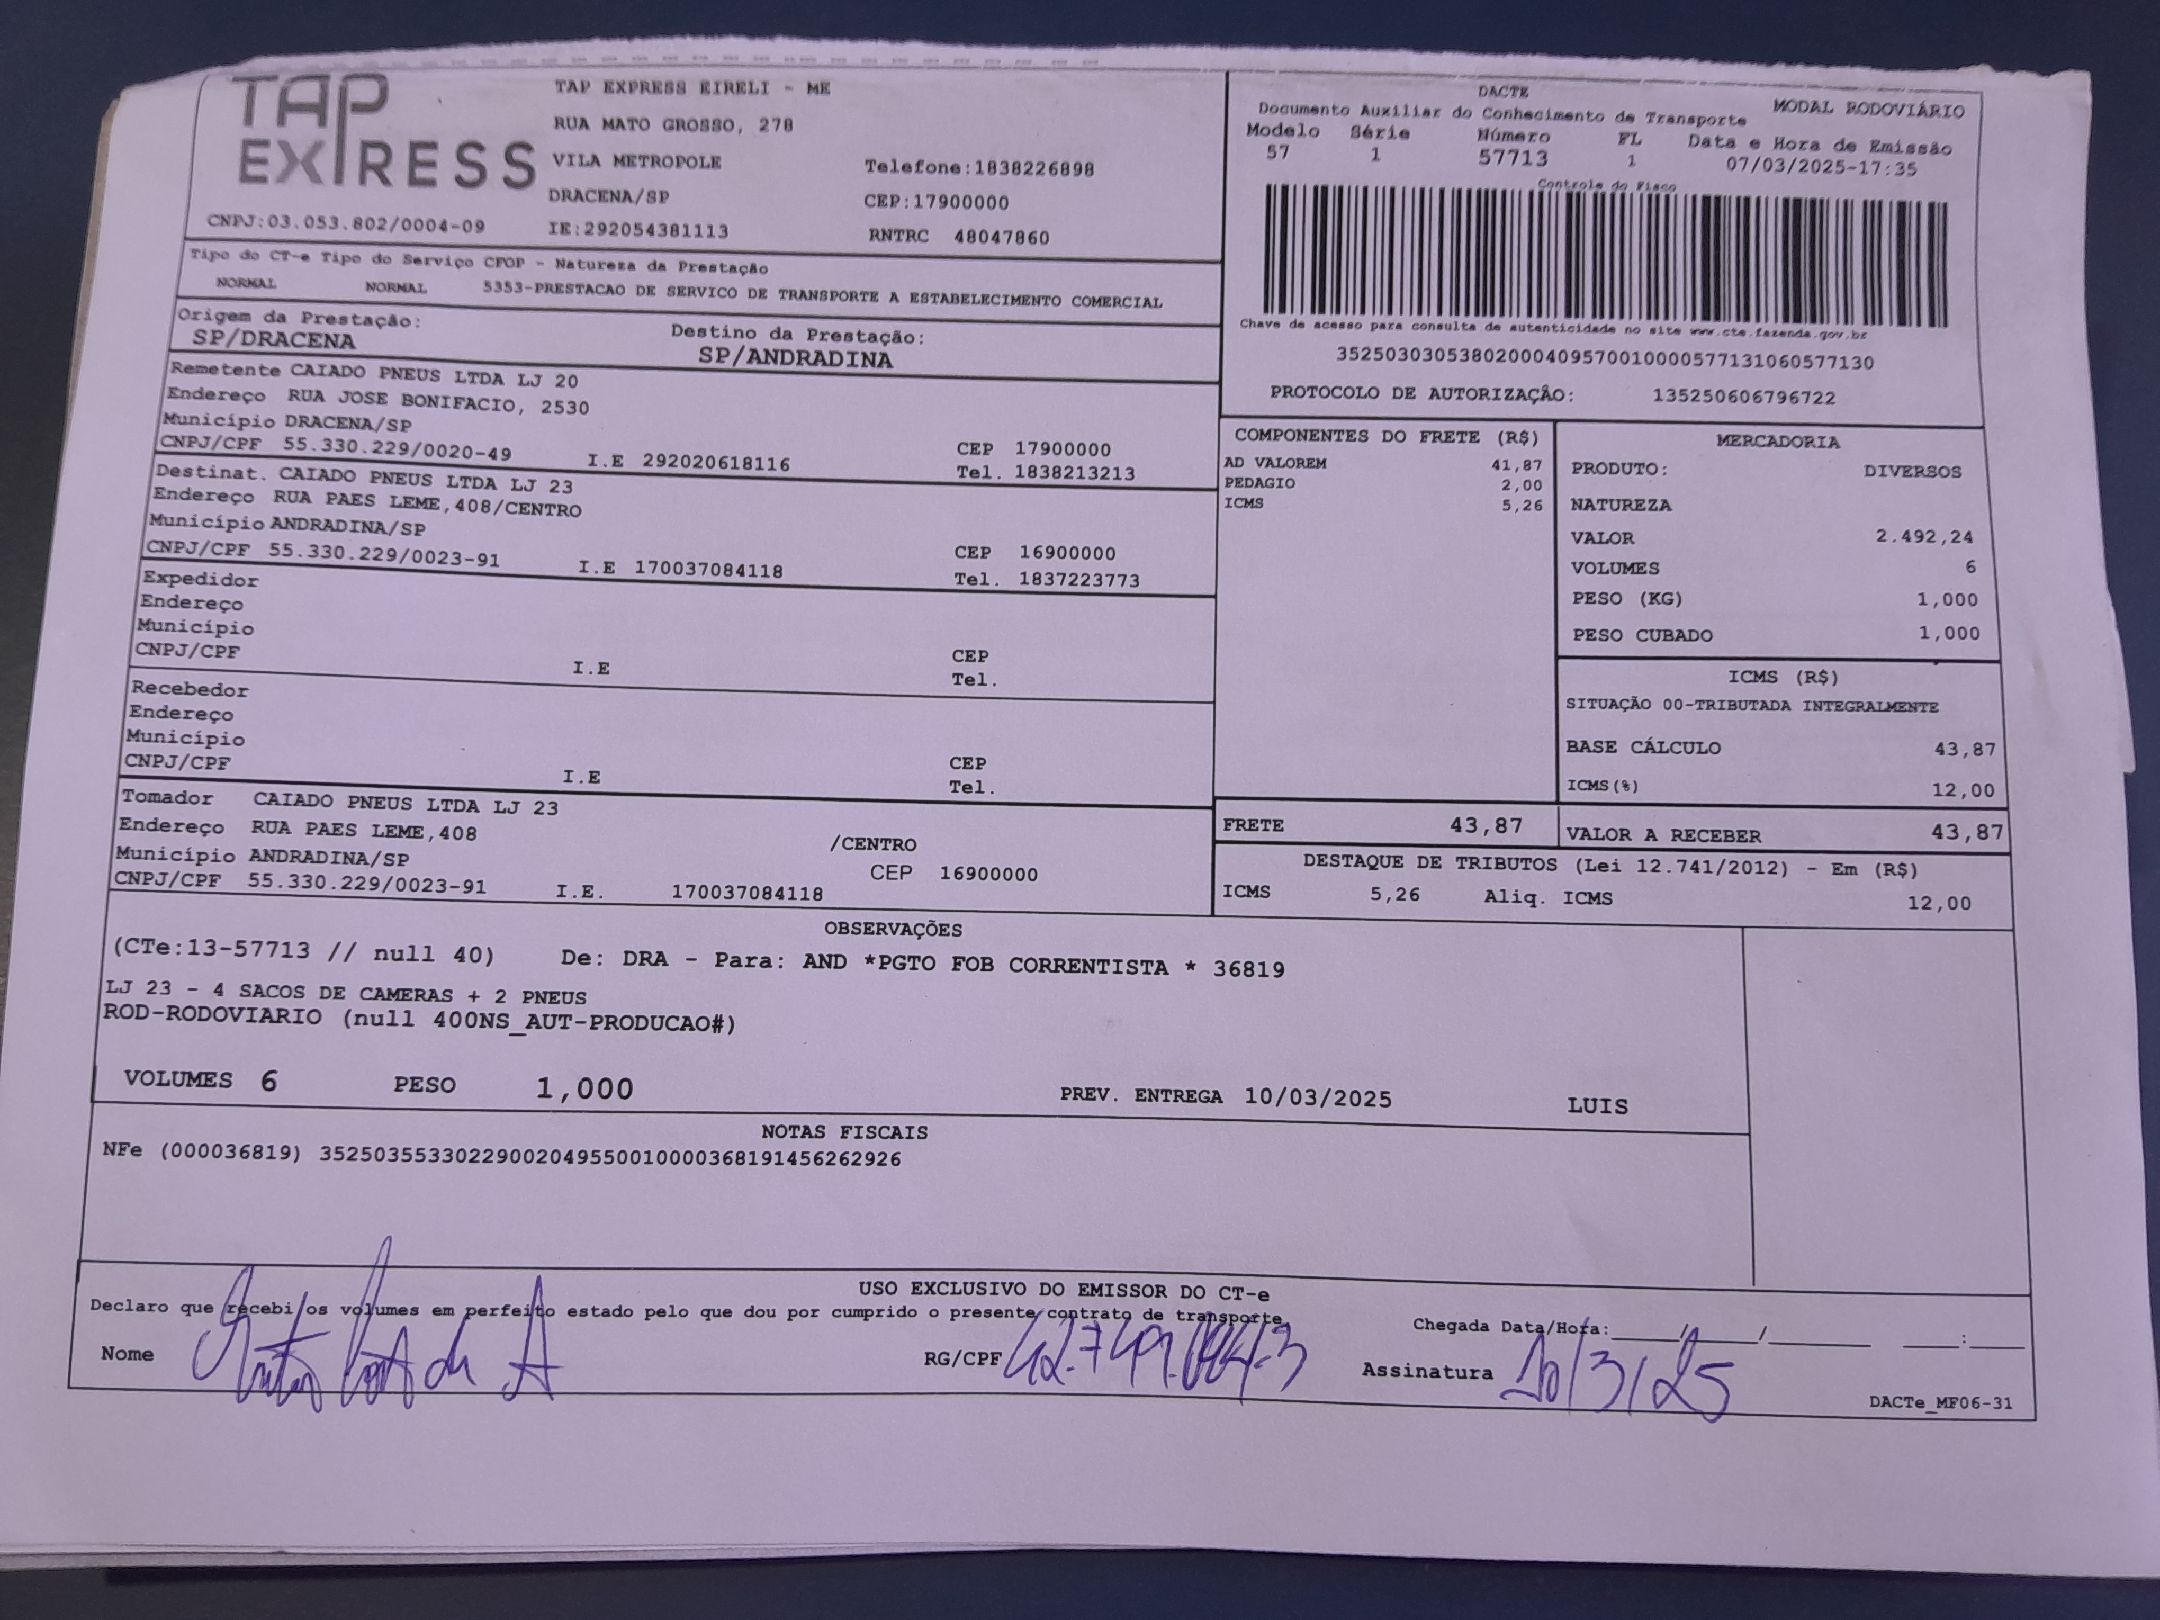 TAP
EXPRESS
TAP EXPRESS EIRELI - ME
RUA MATO GROSSO, 278
VILA METROPOLE
Telefone:1838226898
DRACENA/SP
CEP:17900000
CNPJ:03.053.802/0004-09
IE:292054381113
RNTRC 48047860
DACTE
Documento Auxiliar do Conhecimento de Transporte
MODAL RODOVIÁRIO
Modelo Série Número FL Data e Hora de Emissão
57 1 57713 1 07/03/2025-17:35
Controle do Fisco
Chave de acesso para consulta de autenticidade no site www.cte.fazenda.gov.br
35250303053802000409570010000577131060577130
PROTOCOLO DE AUTORIZAÇÃO: 135250606796722
Tipo do CT-e Tipo do Serviço CFOP - Natureza da Prestação
NORMAL NORMAL 5353-PRESTACAO DE SERVICO DE TRANSPORTE A ESTABELECIMENTO COMERCIAL
Origem da Prestação: Destino da Prestação:
SP/DRACENA SP/ANDRADINA
Remetente CAIADO PNEUS LTDA LJ 20
Endereço RUA JOSE BONIFACIO, 2530
Município DRACENA/SP
CEP 17900000
CNPJ/CPF 55.330.229/0020-49 I.E 292020618116 Tel. 1838213213
Destinat. CAIADO PNEUS LTDA LJ 23
Endereço RUA PAES LEME,408/CENTRO
Município ANDRADINA/SP
CEP 16900000
CNPJ/CPF 55.330.229/0023-91 I.E 170037084118 Tel. 1837223773
Expedidor
Endereço
Município
CEP
CNPJ/CPF I.E Tel.
Recebedor
Endereço
Município
CEP
CNPJ/CPF I.E Tel.
Tomador CAIADO PNEUS LTDA LJ 23
Endereço RUA PAES LEME,408 /CENTRO
Município ANDRADINA/SP CEP 16900000
CNPJ/CPF 55.330.229/0023-91 I.E. 170037084118
COMPONENTES DO FRETE (R$)
AD VALOREM 41,87
PEDAGIO 2,00
ICMS 5,26
MERCADORIA
PRODUTO: DIVERSOS
NATUREZA
VALOR 2.492,24
VOLUMES 6
PESO (KG) 1,000
PESO CUBADO 1,000
ICMS (R$)
SITUAÇÃO 00-TRIBUTADA INTEGRALMENTE
BASE CÁLCULO 43,87
ICMS(%) 12,00
FRETE 43,87 VALOR A RECEBER 43,87
DESTAQUE DE TRIBUTOS (Lei 12.741/2012) - Em (R$)
ICMS 5,26 Aliq. ICMS 12,00
OBSERVAÇÕES
(CTe:13-57713 // null 40) De: DRA - Para: AND *PGTO FOB CORRENTISTA * 36819
LJ 23 - 4 SACOS DE CAMERAS + 2 PNEUS
ROD-RODOVIARIO (null 400NS_AUT-PRODUCAO#)
VOLUMES 6 PESO 1,000 PREV. ENTREGA 10/03/2025 LUIS
NOTAS FISCAIS
NFe (000036819) 35250355330229002049550010000368191456262926
USO EXCLUSIVO DO EMISSOR DO CT-e
Declaro que recebi os volumes em perfeito estado pelo que dou por cumprido o presente contrato de transporte
Chegada Data/Hora:____/____/____ __:__
Nome RG/CPF Assinatura 10/3/25
DACTe_MF06-31